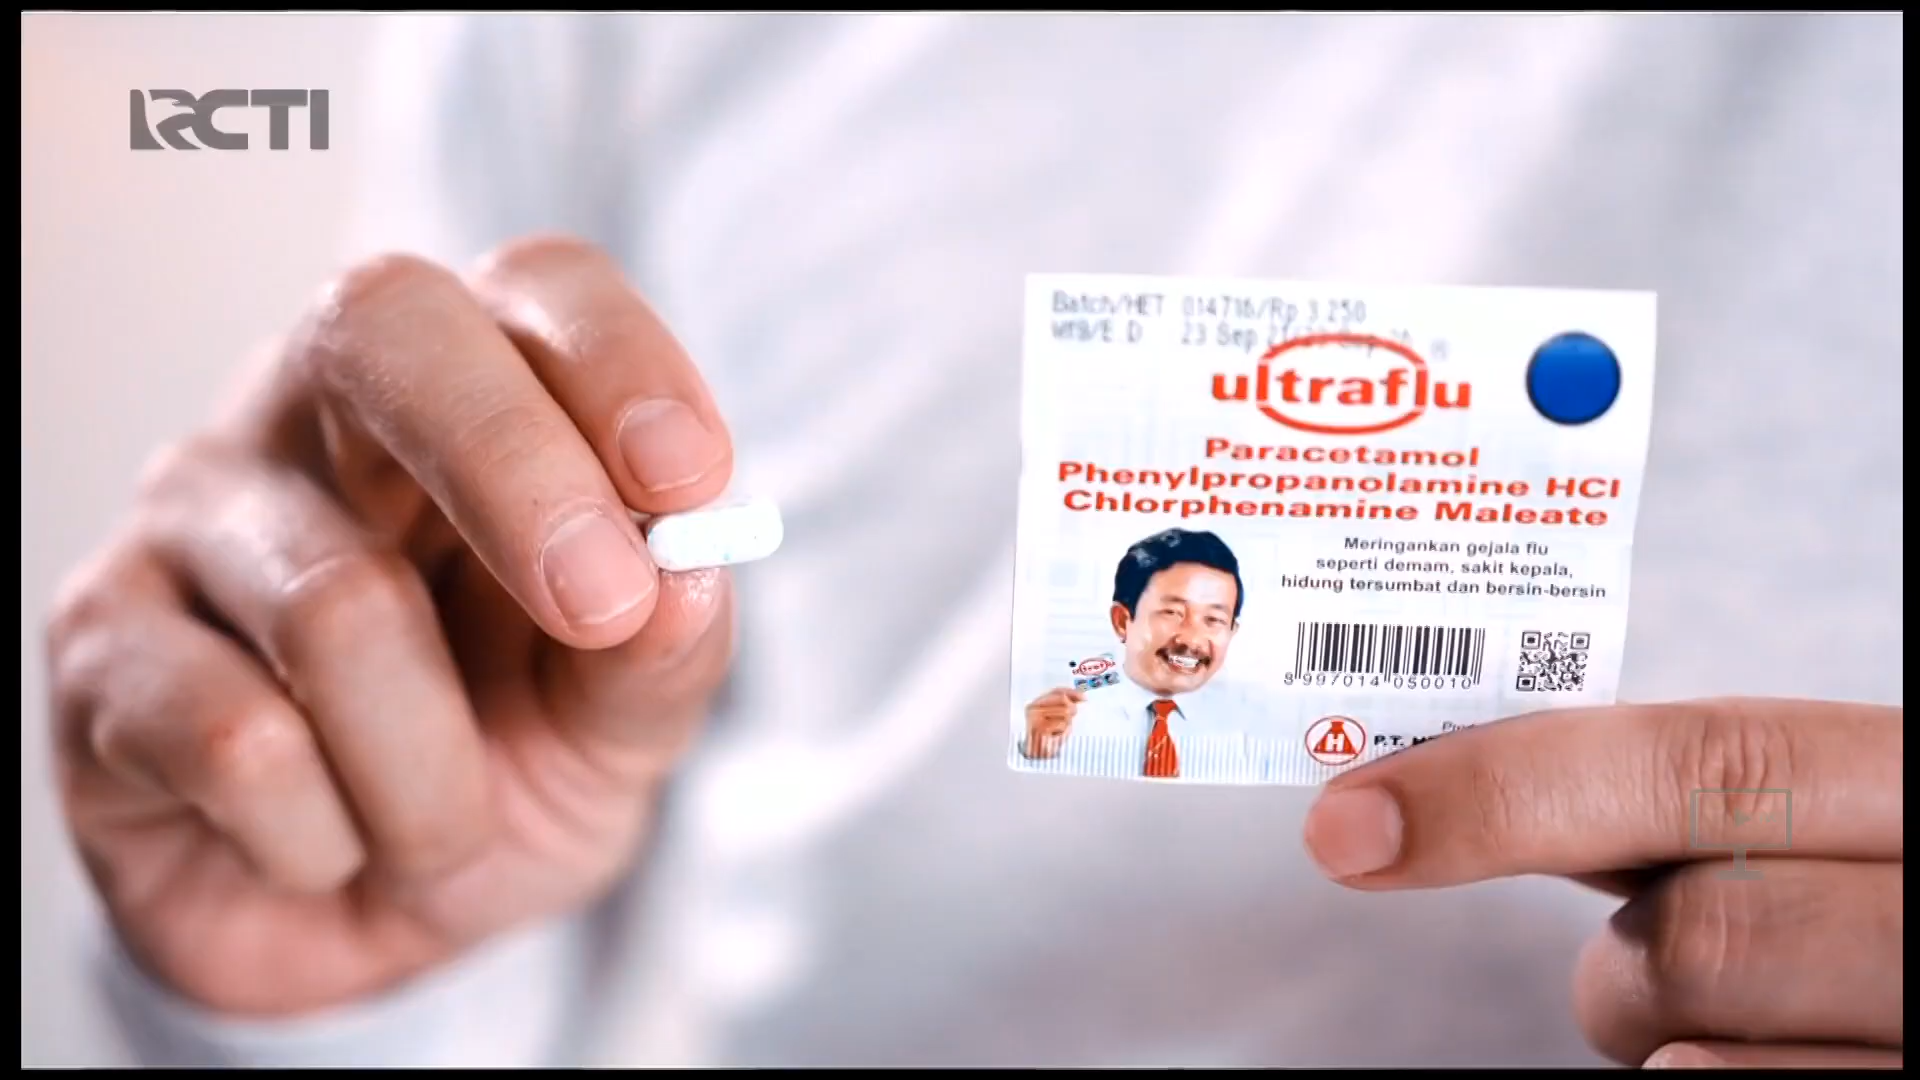 RCTI
Batch/HET 014716/Rp 3 250
23 Sep
ultraflu
Paracetamol
Phenylpropanolamine HCl
Chlorphenamine Maleate
Meringankan gejala flu
seperti demam, sakit kepala,
hidung tersumbat dan bersin-bersin
8 997014 050010
H
P.T.